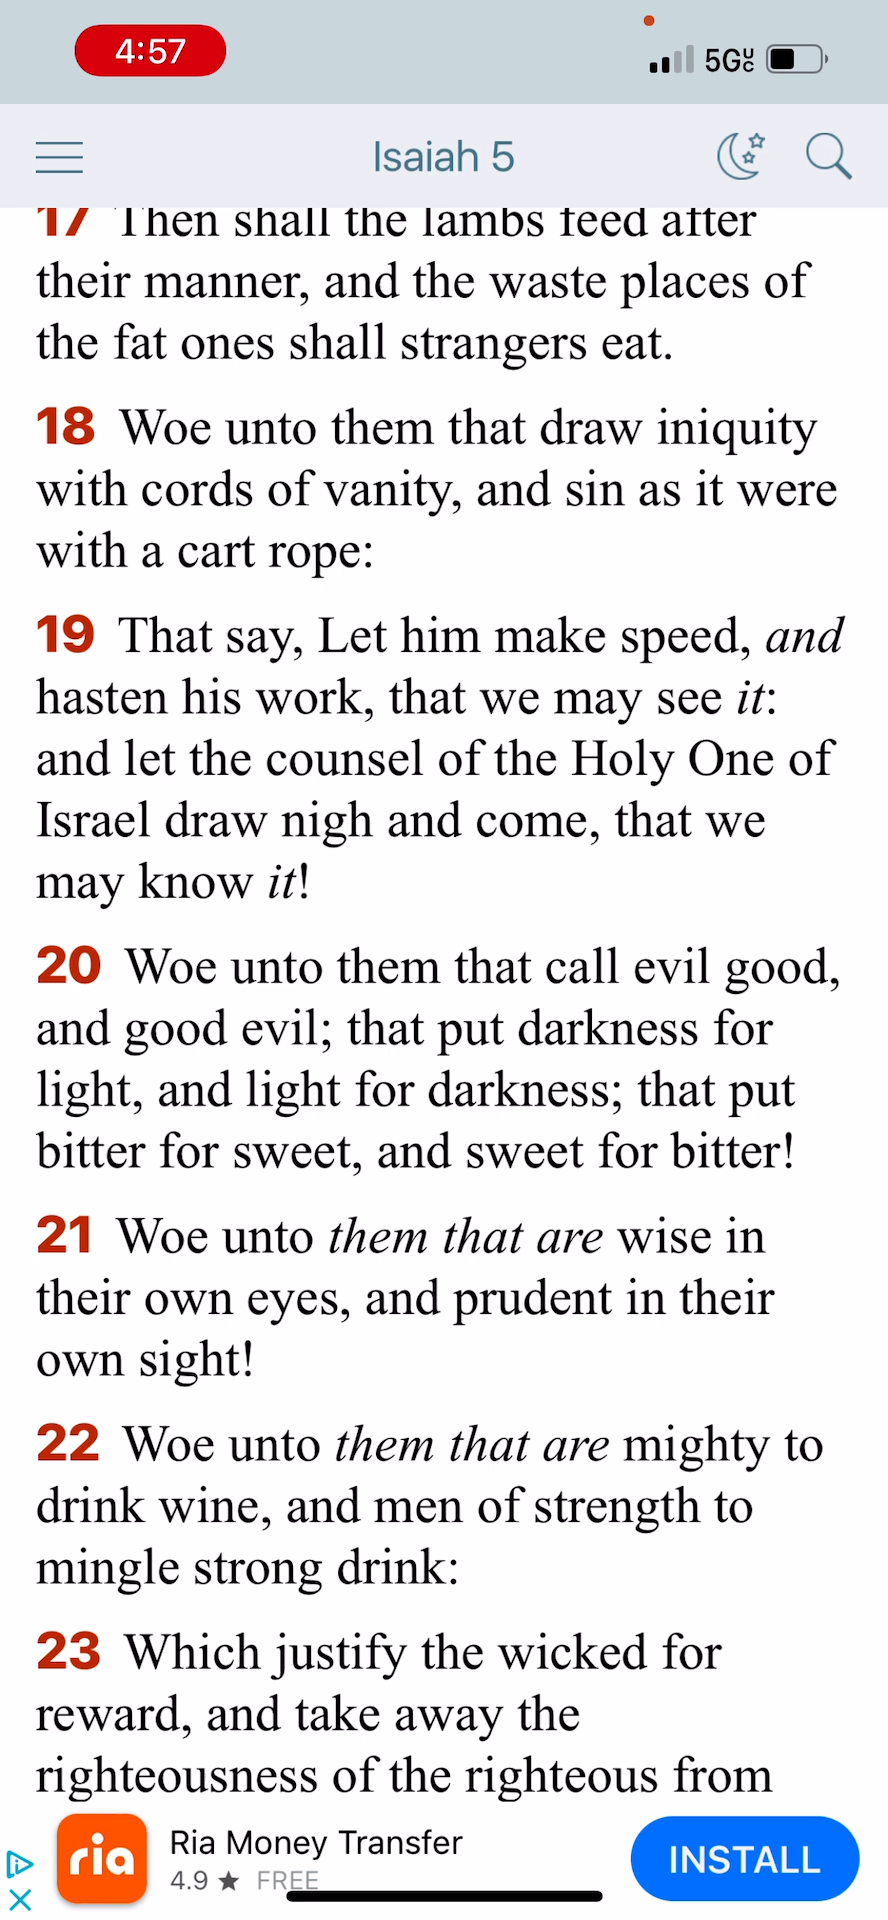 4:57
5G UC
Isaiah 5
17 Then shall the lambs feed after
their manner, and the waste places of
the fat ones shall strangers eat.
18 Woe unto them that draw iniquity
with cords of vanity, and sin as it were
with a cart rope:
19 That say, Let him make speed, and
hasten his work, that we may see it:
and let the counsel of the Holy One of
Israel draw nigh and come, that we
may know it!
20 Woe unto them that call evil good,
and good evil; that put darkness for
light, and light for darkness; that put
bitter for sweet, and sweet for bitter!
21 Woe unto them that are wise in
their own eyes, and prudent in their
own sight!
22 Woe unto them that are mighty to
drink wine, and men of strength to
mingle strong drink:
23 Which justify the wicked for
reward, and take away the
righteousness of the righteous from
ria
Ria Money Transfer
4.9 ★ FREE
INSTALL